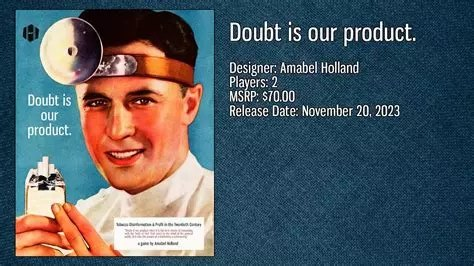 Doubt is our product.
Designer: Amabel Holland
Players: 2
MSRP: $70.00
Release Date: November 20, 2023
Doubt is
our
product.
Tobacco Disinformation & Profit in the Twentieth Century
a game by Amabel Holland